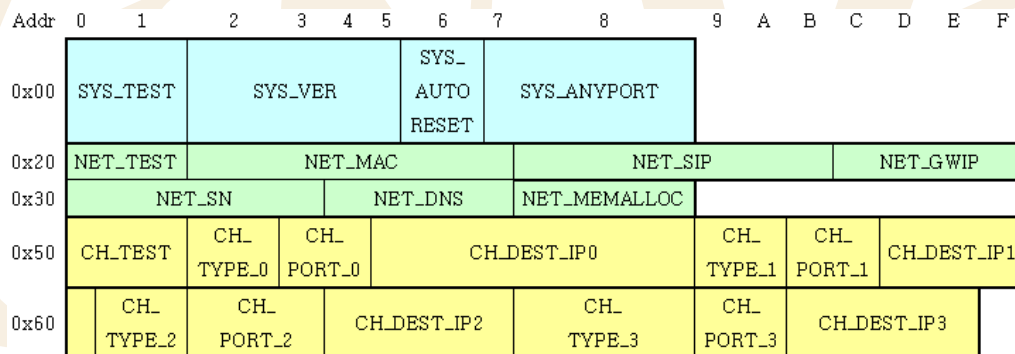 Addr 0 1 2 3 4 5 6 7 8 9 A B C D E F
0x00 SYS_TEST SYS_VER SYS_ AUTO RESET SYS_ANYPORT
0x20 NET_TEST NET_MAC NET_SIP NET_GWIP
0x30 NET_SN NET_DNS NET_MEMALLOC
0x50 CH_TEST CH_ TYPE_0 CH_ PORT_0 CH_DEST_IP0 CH_ TYPE_1 CH_ PORT_1 CH_DEST_IP1
0x60 CH_ TYPE_2 CH_ PORT_2 CH_DEST_IP2 CH_ TYPE_3 CH_ PORT_3 CH_DEST_IP3